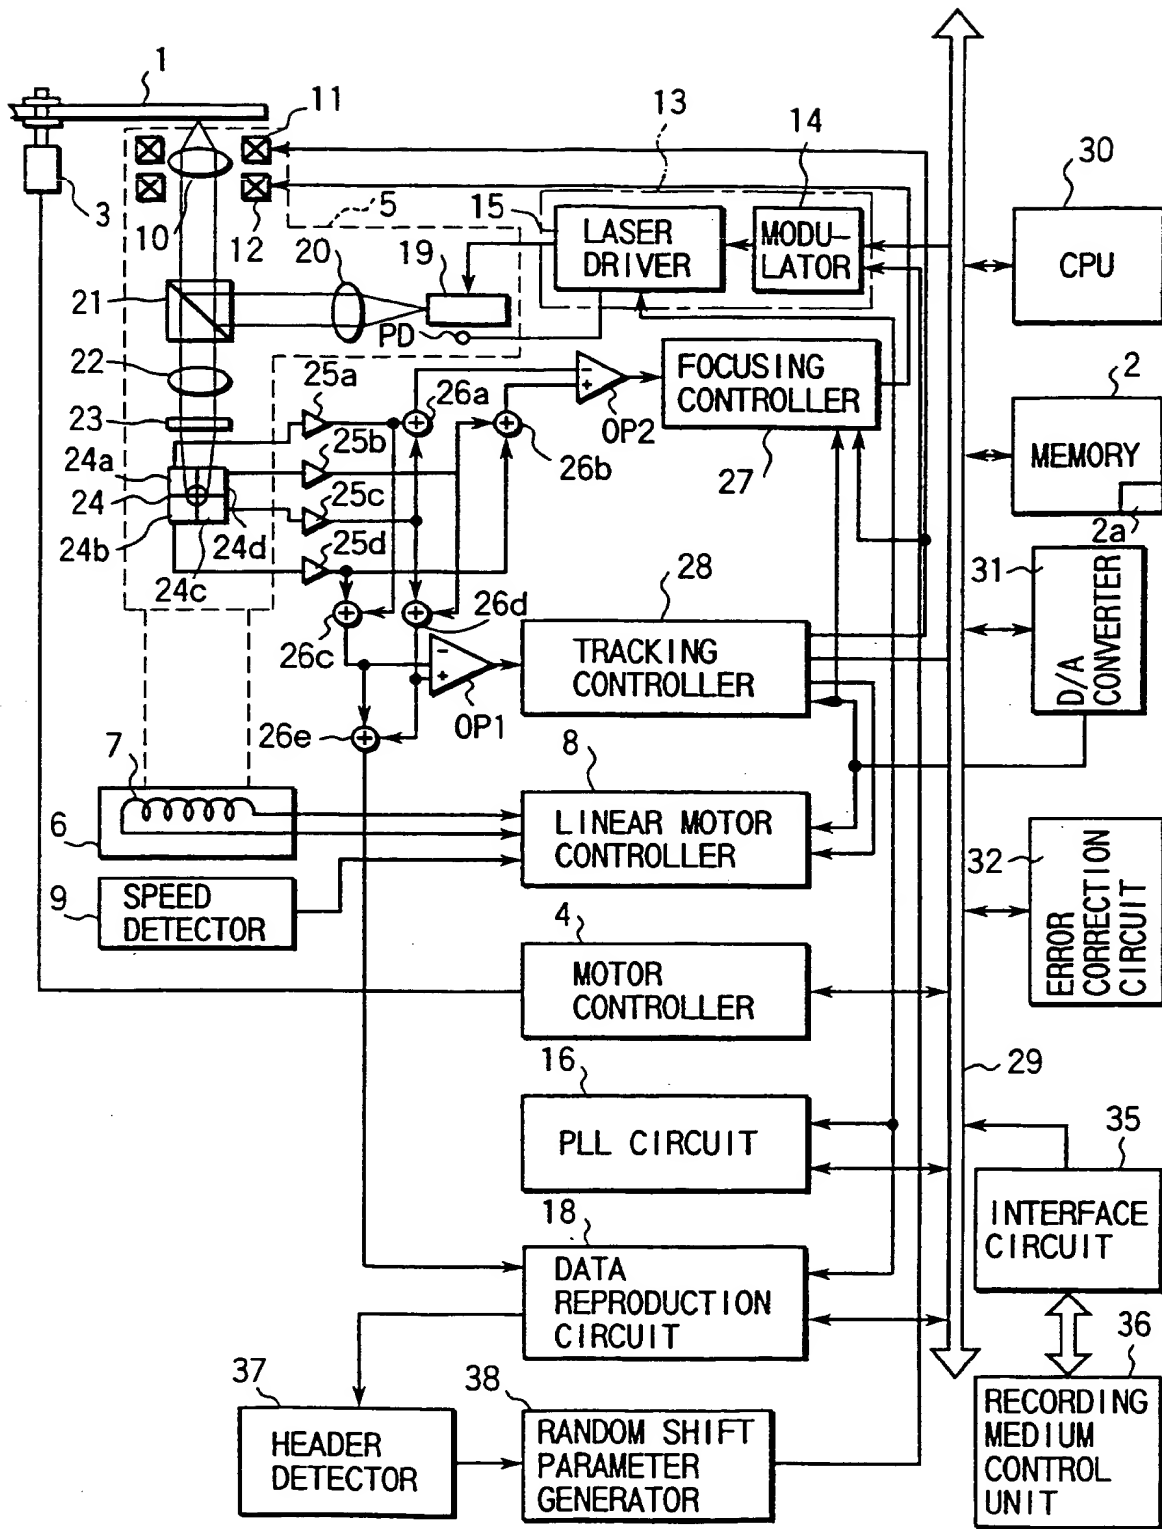 1
11
13
14
30
3
10
12
5
15
LASER
DRIVER
MODU-
LATOR
CPU
20
19
21
PD
22
25a
26a
OP2
FOCUSING
CONTROLLER
2
23
25b
26b
27
MEMORY
2a
24a
24
24b
24c
24d
25c
25d
28
31
D/A
CONVERTER
26c
26d
TRACKING
CONTROLLER
OP1
26e
7
6
8
LINEAR MOTOR
CONTROLLER
32
ERROR
CORRECTION
CIRCUIT
9
SPEED
DETECTOR
4
MOTOR
CONTROLLER
29
16
PLL CIRCUIT
35
INTERFACE
CIRCUIT
18
DATA
REPRODUCTION
CIRCUIT
36
RECORDING
MEDIUM
CONTROL
UNIT
37
HEADER
DETECTOR
38
RANDOM SHIFT
PARAMETER
GENERATOR